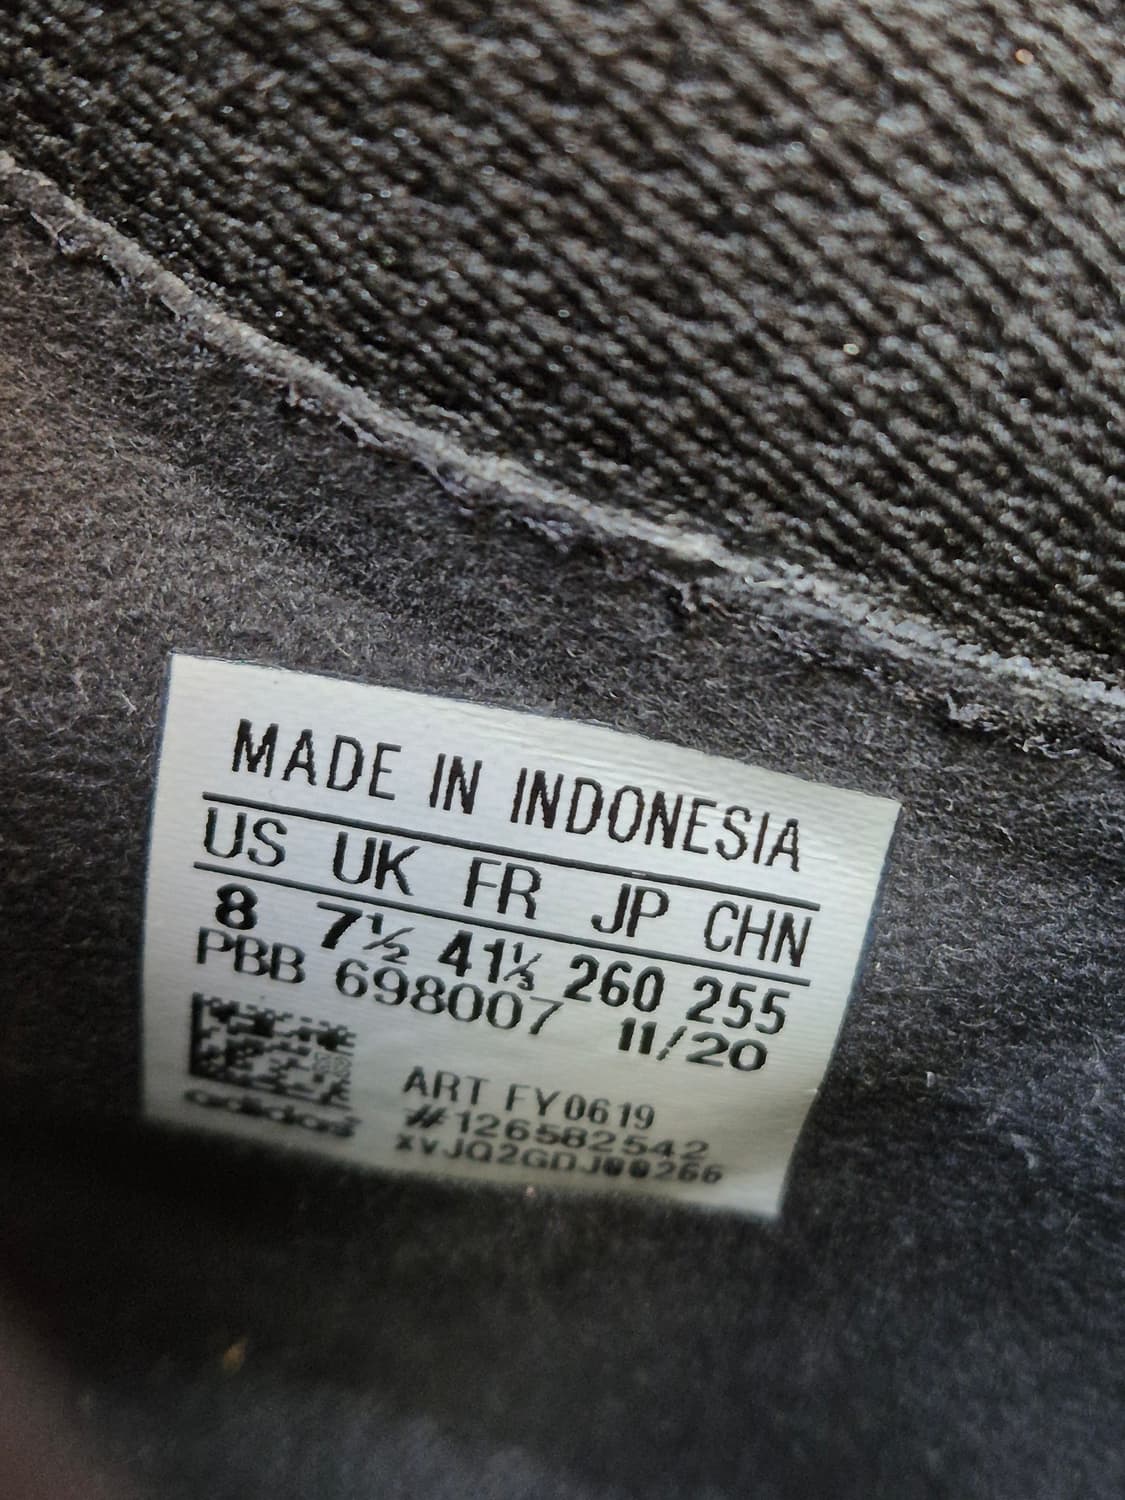 MADE IN INDONESIA
US UK FR JP CHN
8 7½ 41⅓ 260 255
PBB 698007 11/20
ART FY0619
#126582542
XVJQ2GDJ00266
adidas